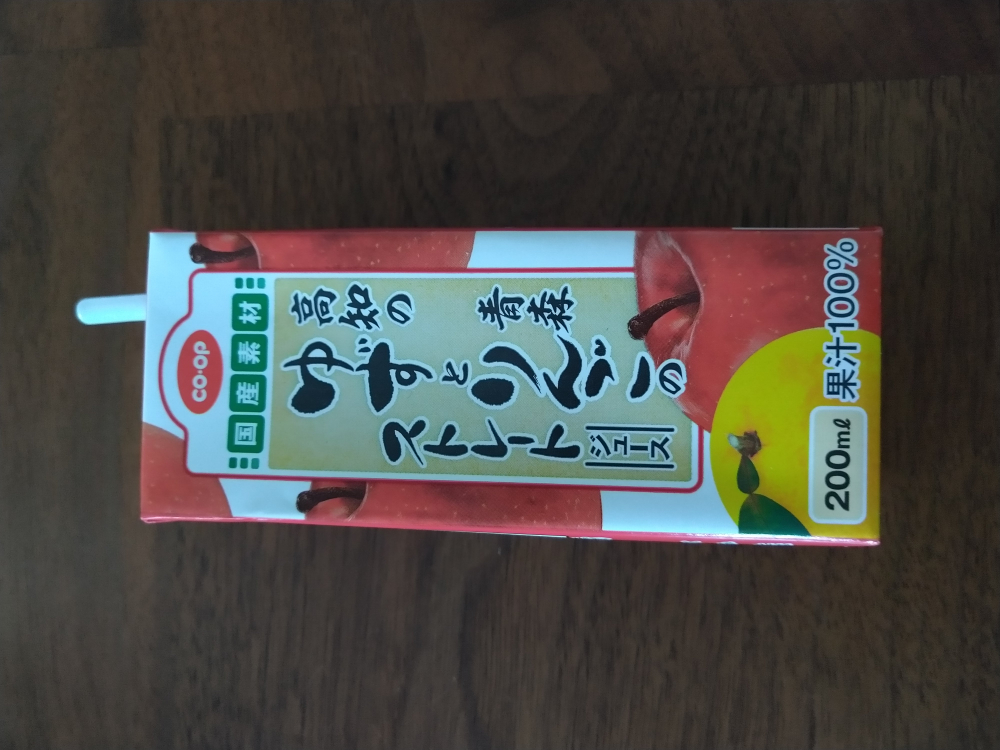 co・op
国産素材
高知の
青森
ゆずとりんごの
ストレート
ジュース
果汁100%
200ml